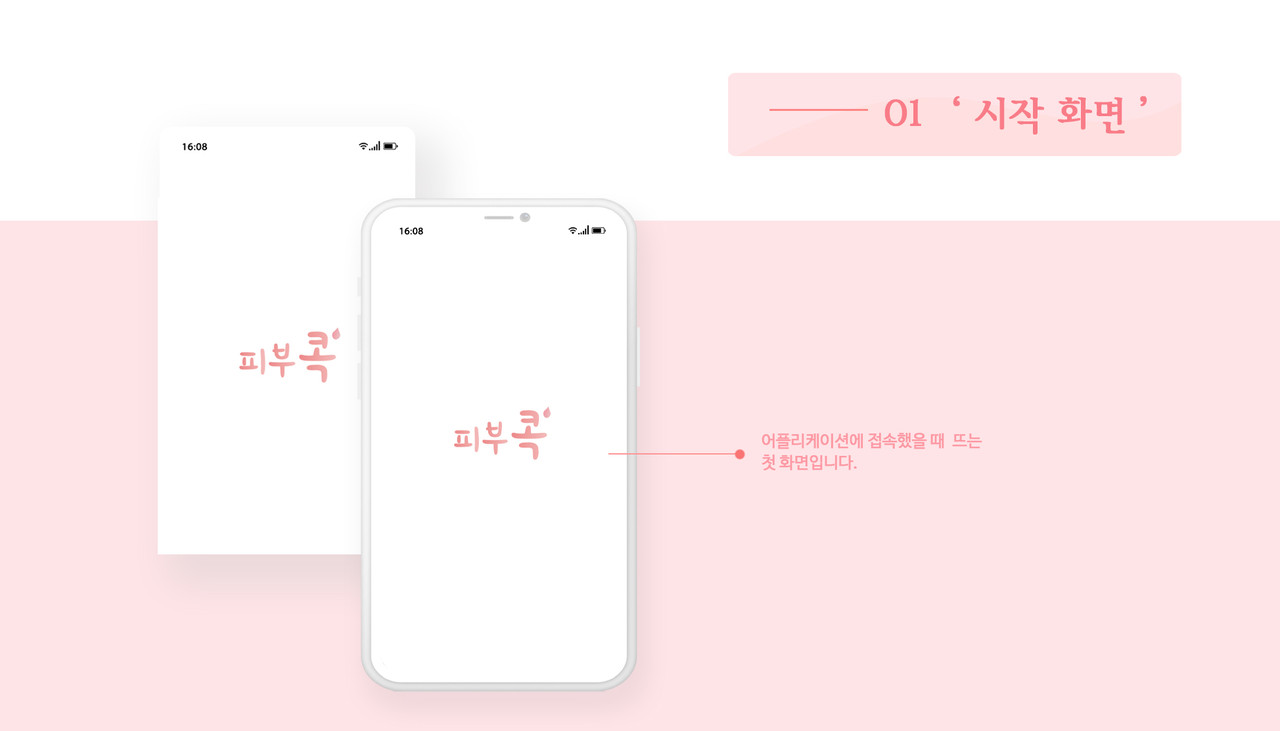 01 ‘ 시작 화면 ’
16:08
피부콕
16:08
피부콕
어플리케이션에 접속했을 때 뜨는
첫 화면입니다.